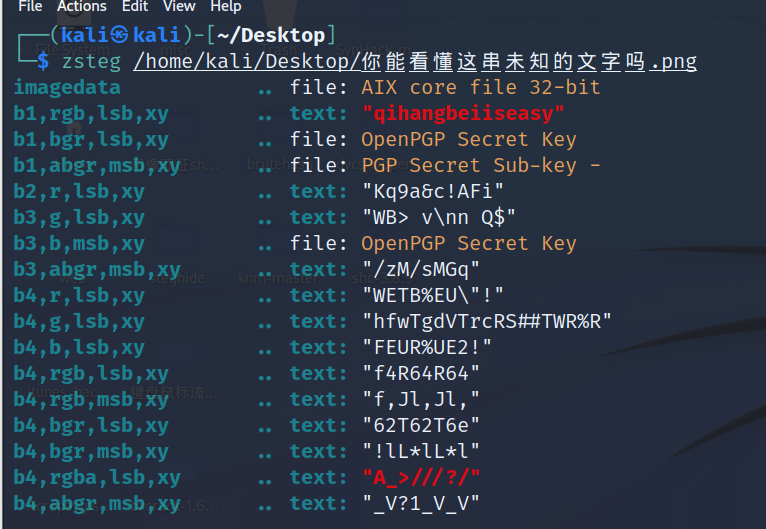 File Actions Edit View Help
┌──(kali㉿kali)-[~/Desktop]
└─$ zsteg /home/kali/Desktop/你能看懂这串未知的文字吗.png
imagedata .. file: AIX core file 32-bit
b1,rgb,lsb,xy .. text: "qihangbeiiseasy"
b1,bgr,lsb,xy .. file: OpenPGP Secret Key
b1,abgr,msb,xy .. file: PGP Secret Sub-key -
b2,r,lsb,xy .. text: "Kq9a&c!AFi"
b3,g,lsb,xy .. text: "WB> v\nn Q$"
b3,b,msb,xy .. file: OpenPGP Secret Key
b3,abgr,msb,xy .. text: "/zM/sMGq"
b4,r,lsb,xy .. text: "WETB%EU\"!"
b4,g,lsb,xy .. text: "hfwTgdVTrcRS##TWR%R"
b4,b,lsb,xy .. text: "FEUR%UE2!"
b4,rgb,lsb,xy .. text: "f4R64R64"
b4,rgb,msb,xy .. text: "f,Jl,Jl,"
b4,bgr,lsb,xy .. text: "62T62T6e"
b4,bgr,msb,xy .. text: "!lL*lL*l"
b4,rgba,lsb,xy .. text: "A_>///?/"
b4,abgr,msb,xy .. text: "_V?1_V_V"